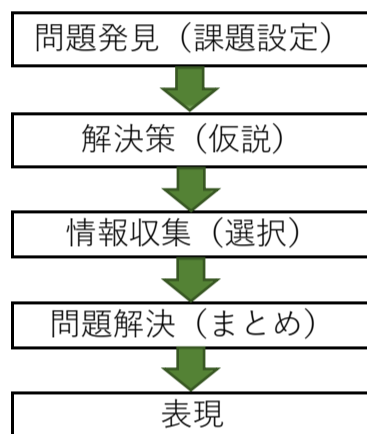 問題発見（課題設定）
解決策（仮説）
情報収集（選択）
問題解決（まとめ）
表現